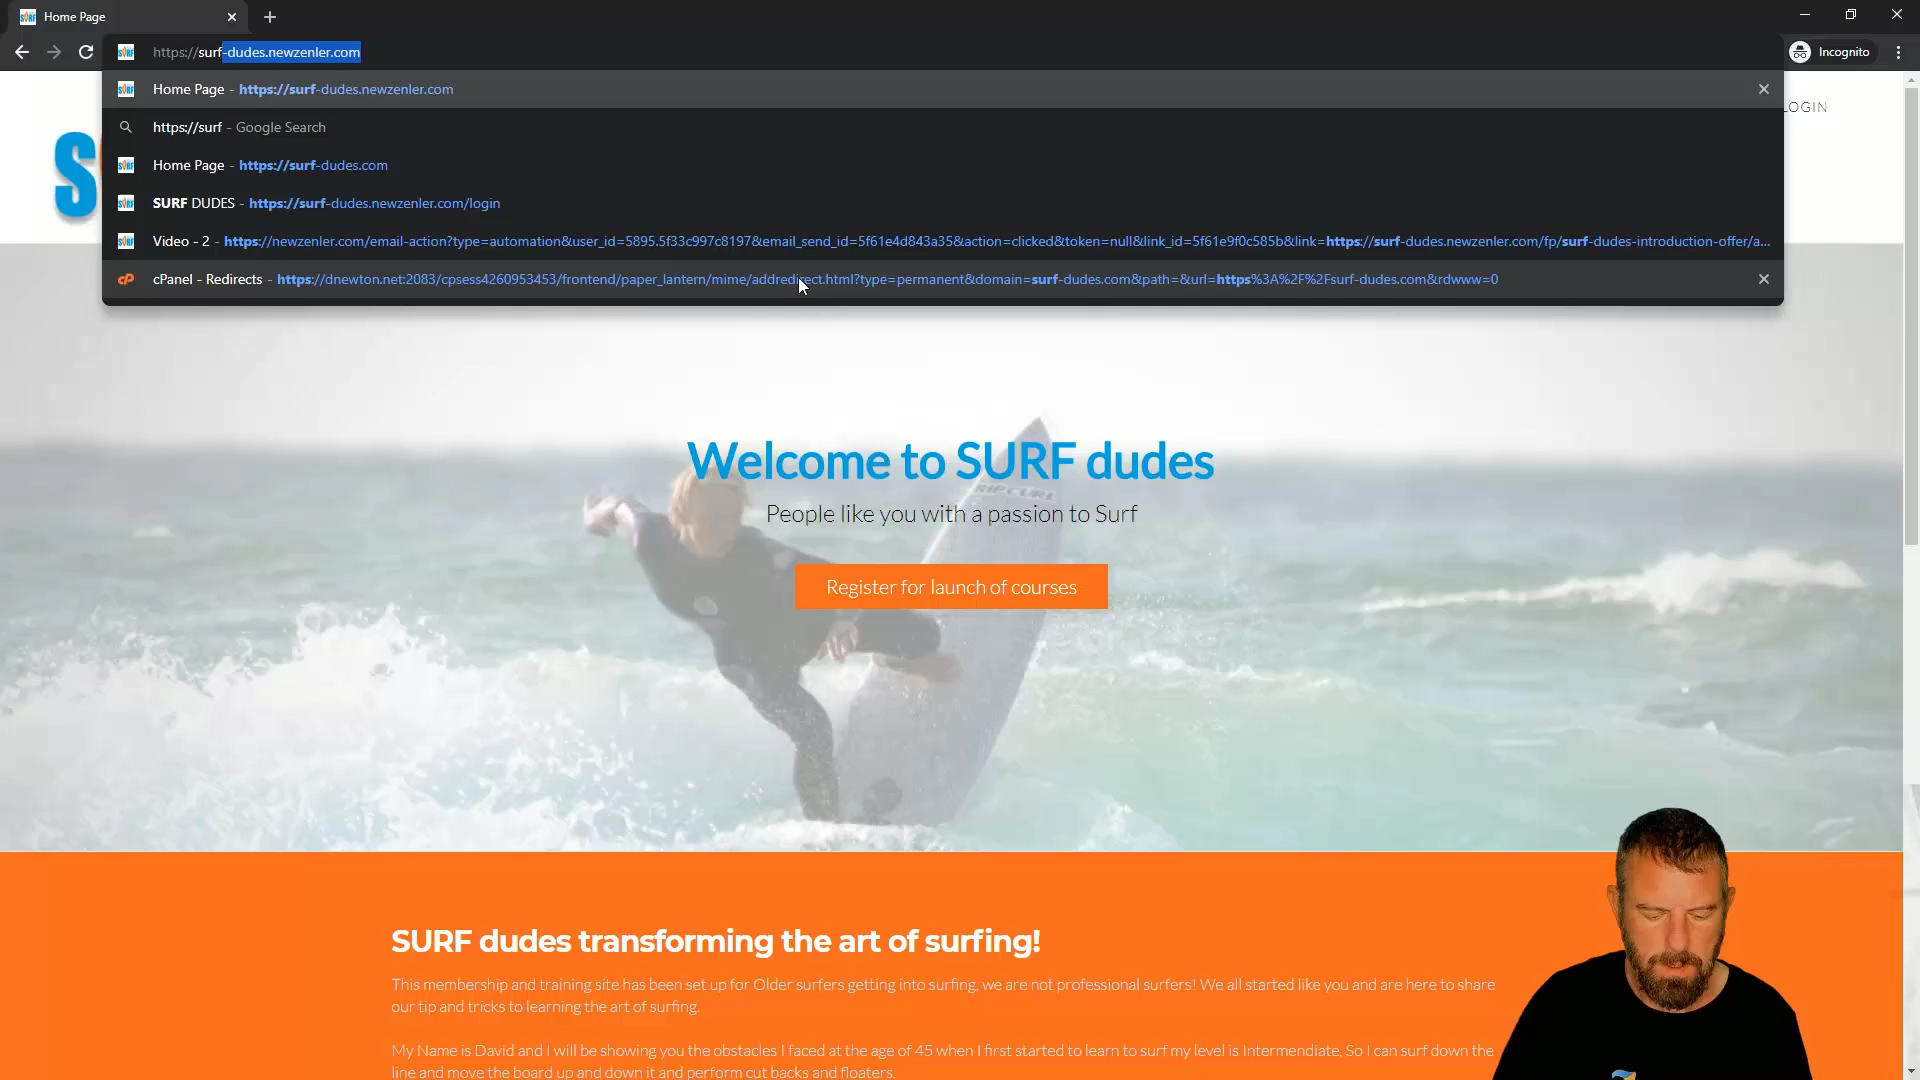 Home Page
https://surf-dudes.newzenler.com
Incognito
Home Page - https://surf-dudes.newzenler.com
https://surf - Google Search
Home Page - https://surf-dudes.com
SURF DUDES - https://surf-dudes.newzenler.com/login
Video - 2 - https://newzenler.com/email-action?type=automation&user_id=5895.5f33c997c8197&email_send_id=5f61e4d843a35&action=clicked&token=null&link_id=5f61e9f0c585b&link=https://surf-dudes.newzenler.com/fp/surf-dudes-introduction-offer/a...
cPanel - Redirects - https://dnewton.net:2083/cpsess4260953453/frontend/paper_lantern/mime/addredirect.html?type=permanent&domain=surf-dudes.com&path=&url=https%3A%2F%2Fsurf-dudes.com&rdwww=0
LOGIN
S
Welcome to SURF dudes
RIPCURL
People like you with a passion to Surf
Register for launch of courses
SURF dudes transforming the art of surfing!
This membership and training site has been set up for Older surfers getting into surfing, we are not professional surfers! We all started like you and are here to share
our tip and tricks to learning the art of surfing.
My Name is David and I will be showing you the obstacles I faced at the age of 45 when I first started to learn to surf my level is Intermendiate, So I can surf down the
line and move the board up and down it and perform cut backs and floaters.